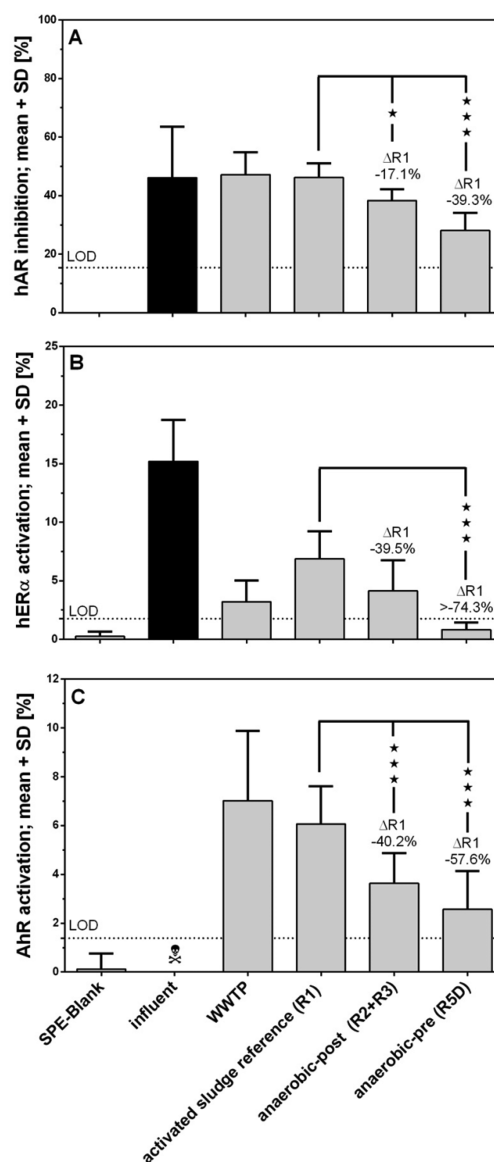 A
hAR inhibition; mean + SD [%]
100
80
60
40
20
0
LOD
ΔR1
-17.1%
ΔR1
-39.3%
B
hERα activation; mean + SD [%]
25
20
15
10
5
0
LOD
ΔR1
-39.5%
ΔR1
>-74.3%
C
AhR activation; mean + SD [%]
12
10
8
6
4
2
0
LOD
ΔR1
-40.2%
ΔR1
-57.6%
SPE-Blank
influent
WWTP
activated sludge reference (R1)
anaerobic-post (R2+R3)
anaerobic-pre (R5D)